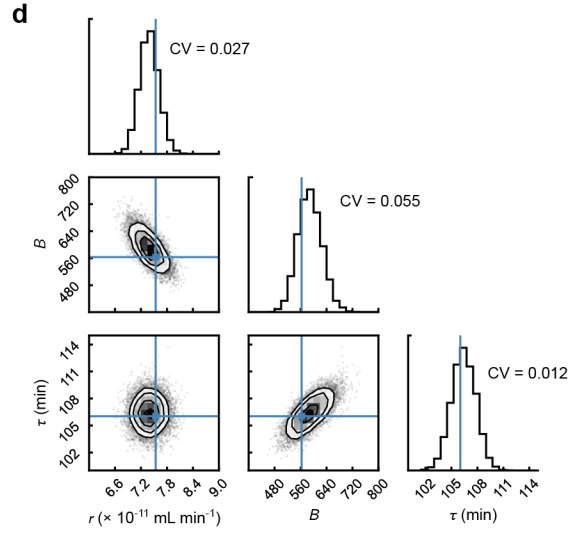 d
CV = 0.027
800
720
640
560
480
B
CV = 0.055
114
111
108
105
102
τ (min)
CV = 0.012
6.6 7.2 7.8 8.4 9.0
r (× 10⁻¹¹ mL min⁻¹)
480 560 640 720 800
B
102 105 108 111 114
τ (min)